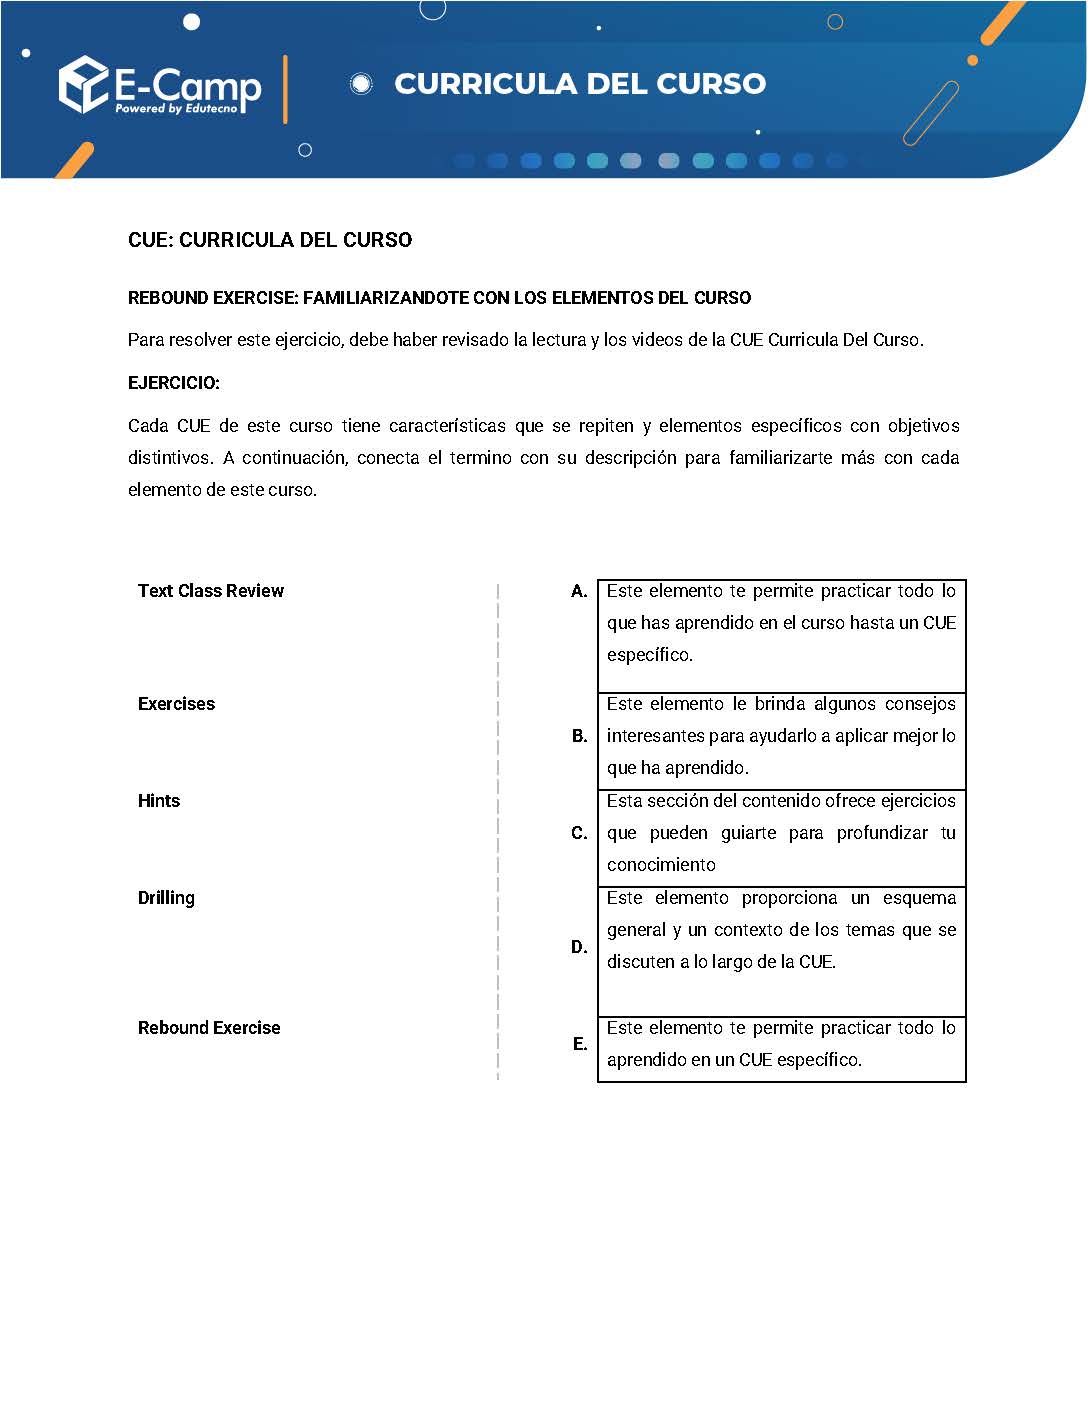 E-Camp
Powered by Edutecno
CURRICULA DEL CURSO
CUE: CURRICULA DEL CURSO
REBOUND EXERCISE: FAMILIARIZANDOTE CON LOS ELEMENTOS DEL CURSO
Para resolver este ejercicio, debe haber revisado la lectura y los videos de la CUE Curricula Del Curso.
EJERCICIO:
Cada CUE de este curso tiene características que se repiten y elementos específicos con objetivos
distintivos. A continuación, conecta el termino con su descripción para familiarizarte más con cada
elemento de este curso.
Text Class Review
A.
Este elemento te permite practicar todo lo
que has aprendido en el curso hasta un CUE
específico.
Exercises
B.
Este elemento le brinda algunos consejos
interesantes para ayudarlo a aplicar mejor lo
que ha aprendido.
Hints
C.
Esta sección del contenido ofrece ejercicios
que pueden guiarte para profundizar tu
conocimiento
Drilling
D.
Este elemento proporciona un esquema
general y un contexto de los temas que se
discuten a lo largo de la CUE.
Rebound Exercise
E.
Este elemento te permite practicar todo lo
aprendido en un CUE específico.